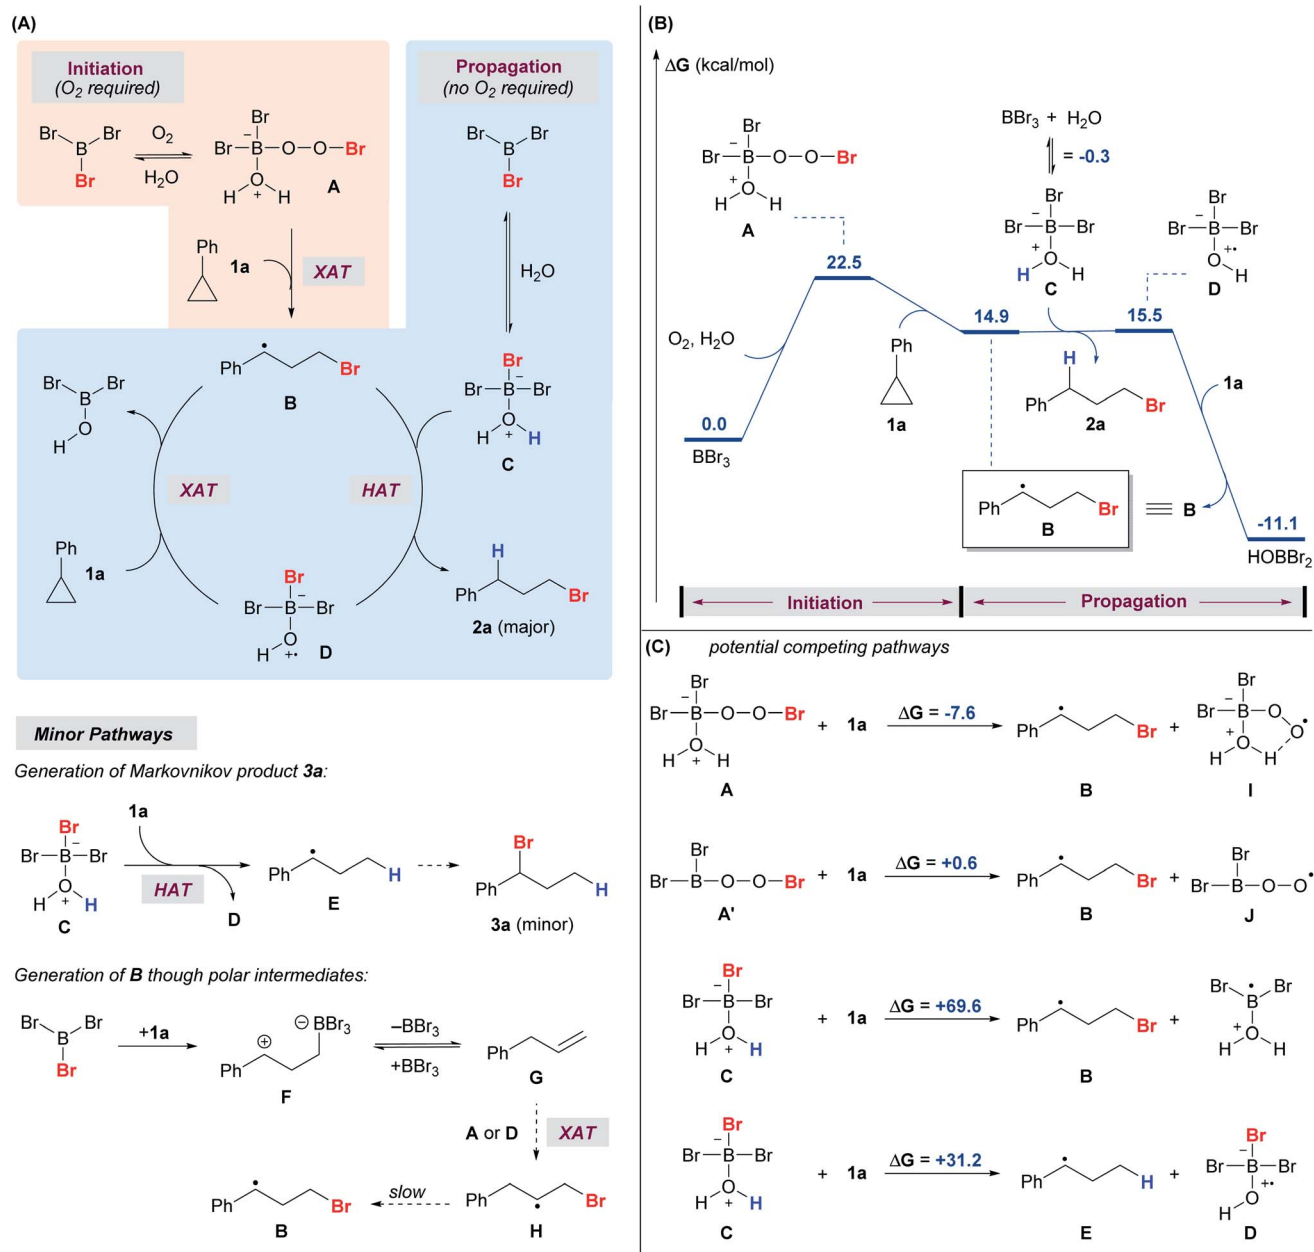 (A)
Initiation
(O2 required)
Propagation
(no O2 required)
Br Br
B
Br
O2
H2O
Br
Br B − O O Br
O
H + H
A
Br Br
B
Br
Ph
1a
XAT
H2O
Br Br
B
O
H
Ph • Br
B
Br
Br B − Br
O
H + H
C
XAT
HAT
Ph
1a
Br
Br B − Br
O
H +•
D
H
Ph Br
2a (major)
Minor Pathways
Generation of Markovnikov product 3a:
Br
Br B − Br
O
H + H
C
1a
HAT
D
Ph • H
E
Br
Ph H
3a (minor)
Generation of B though polar intermediates:
Br Br
B
Br
+1a
⊖ BBr3
⊕
Ph
F
–BBr3
+BBr3
Ph
G
A or D
XAT
Ph • Br
H
slow
Ph • Br
B
(B)
ΔG (kcal/mol)
Br
Br B − O O Br
O
H + H
A
BBr3 + H2O
= -0.3
Br
Br B − Br
O
H + H
C
Br
Br B − Br
O +•
H
D
22.5
14.9
15.5
O2, H2O
Ph
1a
H
Ph Br
2a
1a
0.0
BBr3
Ph • Br
B
B
-11.1
HOBBr2
Initiation
Propagation
(C)
potential competing pathways
Br
Br B − O O Br
O
H + H
A
+ 1a
ΔG = -7.6
Ph • Br
B
+
Br
Br B − O
O •
+ O
H H
I
Br
Br B O O Br
A'
+ 1a
ΔG = +0.6
Ph • Br
B
+
Br
Br B O O •
J
Br
Br B − Br
O
H + H
C
+ 1a
ΔG = +69.6
Ph • Br
B
+
Br • Br
B
O
H + H
Br
Br B − Br
O
H + H
C
+ 1a
ΔG = +31.2
Ph • H
E
+
Br
Br B − Br
O +•
H
D